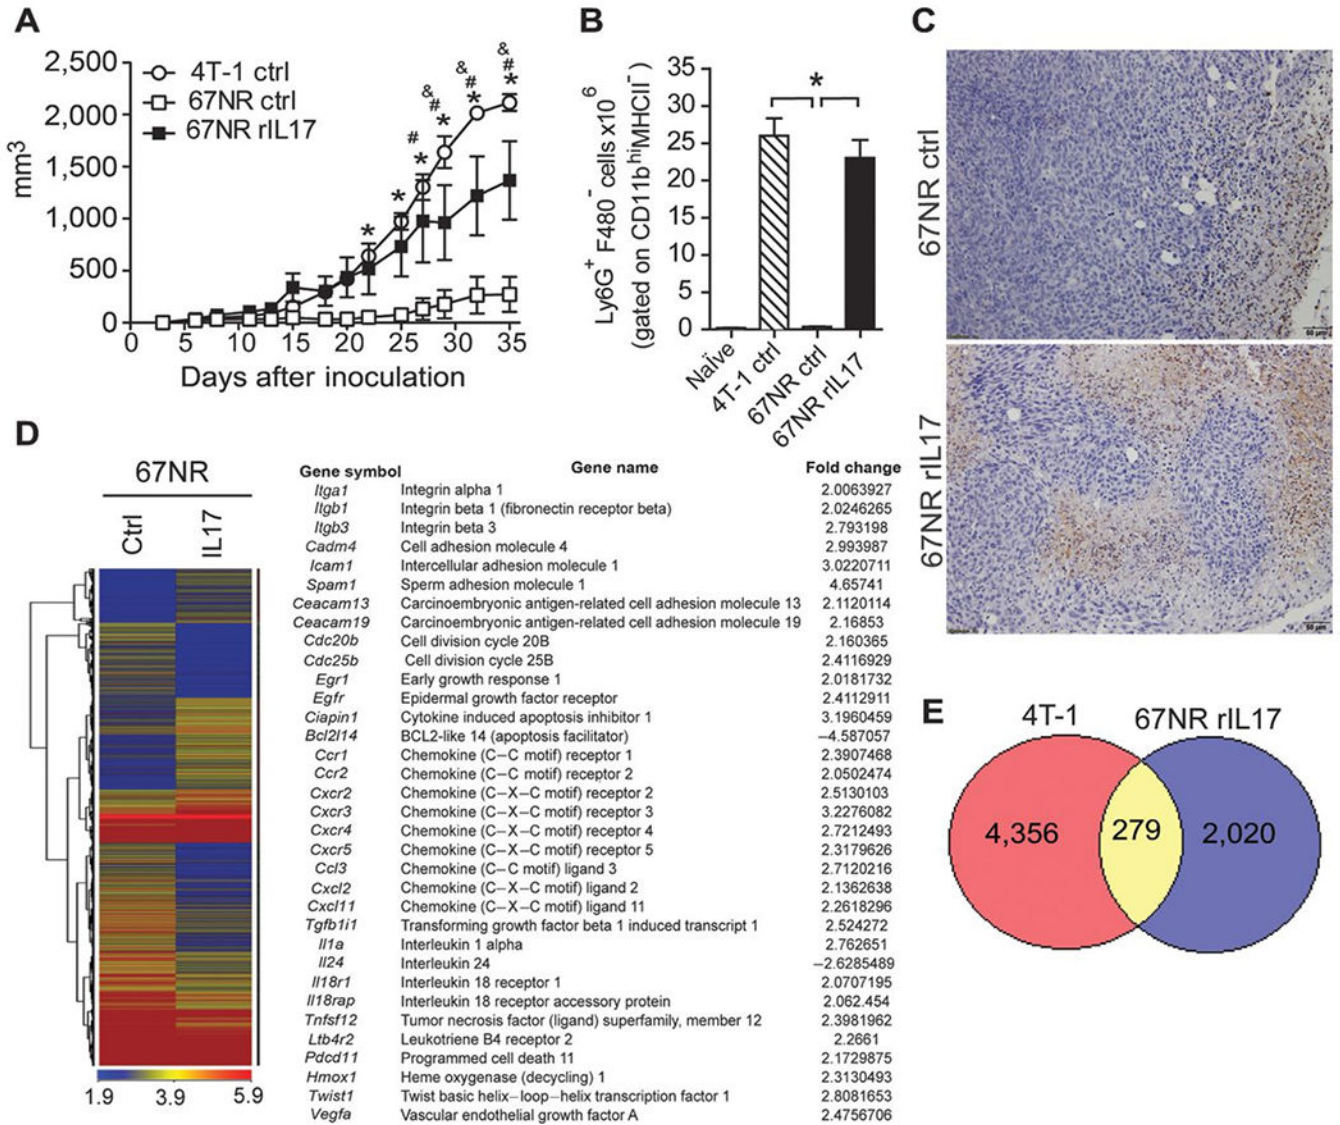 A
2,500
2,000
1,500
1,000
500
0
mm3
4T-1 ctrl
67NR ctrl
67NR rIL17
*
*
#
*
&
#
*
&
#
*
&
#
*
0 5 10 15 20 25 30 35
Days after inoculation
B
35
30
25
20
15
10
5
0
Ly6G+ F480- cells x10^6
(gated on CD11bhiMHCII-)
*
Naïve
4T-1 ctrl
67NR ctrl
67NR rIL17
C
67NR ctrl
67NR rIL17
D
67NR
Ctrl
IL17
1.9 3.9 5.9
Gene symbol Gene name Fold change
Itga1 Integrin alpha 1 2.0063927
Itgb1 Integrin beta 1 (fibronectin receptor beta) 2.0246265
Itgb3 Integrin beta 3 2.793198
Cadm4 Cell adhesion molecule 4 2.993987
Icam1 Intercellular adhesion molecule 1 3.0220711
Spam1 Sperm adhesion molecule 1 4.65741
Ceacam13 Carcinoembryonic antigen-related cell adhesion molecule 13 2.1120114
Ceacam19 Carcinoembryonic antigen-related cell adhesion molecule 19 2.16853
Cdc20b Cell division cycle 20B 2.160365
Cdc25b Cell division cycle 25B 2.4116929
Egr1 Early growth response 1 2.0181732
Egfr Epidermal growth factor receptor 2.4112911
Ciapin1 Cytokine induced apoptosis inhibitor 1 3.1960459
Bcl2l14 BCL2-like 14 (apoptosis facilitator) −4.587057
Ccr1 Chemokine (C−C motif) receptor 1 2.3907468
Ccr2 Chemokine (C−C motif) receptor 2 2.0502474
Cxcr2 Chemokine (C−X−C motif) receptor 2 2.5130103
Cxcr3 Chemokine (C−X−C motif) receptor 3 3.2276082
Cxcr4 Chemokine (C−X−C motif) receptor 4 2.7212493
Cxcr5 Chemokine (C−X−C motif) receptor 5 2.3179626
Ccl3 Chemokine (C−C motif) ligand 3 2.7120216
Cxcl2 Chemokine (C−X−C motif) ligand 2 2.1362638
Cxcl11 Chemokine (C−X−C motif) ligand 11 2.2618296
Tgfb1i1 Transforming growth factor beta 1 induced transcript 1 2.524272
Il1a Interleukin 1 alpha 2.762651
Il24 Interleukin 24 −2.6285489
Il18r1 Interleukin 18 receptor 1 2.0707195
Il18rap Interleukin 18 receptor accessory protein 2.062.454
Tnfsf12 Tumor necrosis factor (ligand) superfamily, member 12 2.3981962
Ltb4r2 Leukotriene B4 receptor 2 2.2661
Pdcd11 Programmed cell death 11 2.1729875
Hmox1 Heme oxygenase (decycling) 1 2.3130493
Twist1 Twist basic helix−loop−helix transcription factor 1 2.8081653
Vegfa Vascular endothelial growth factor A 2.4756706
E
4T-1 67NR rIL17
4,356 279 2,020